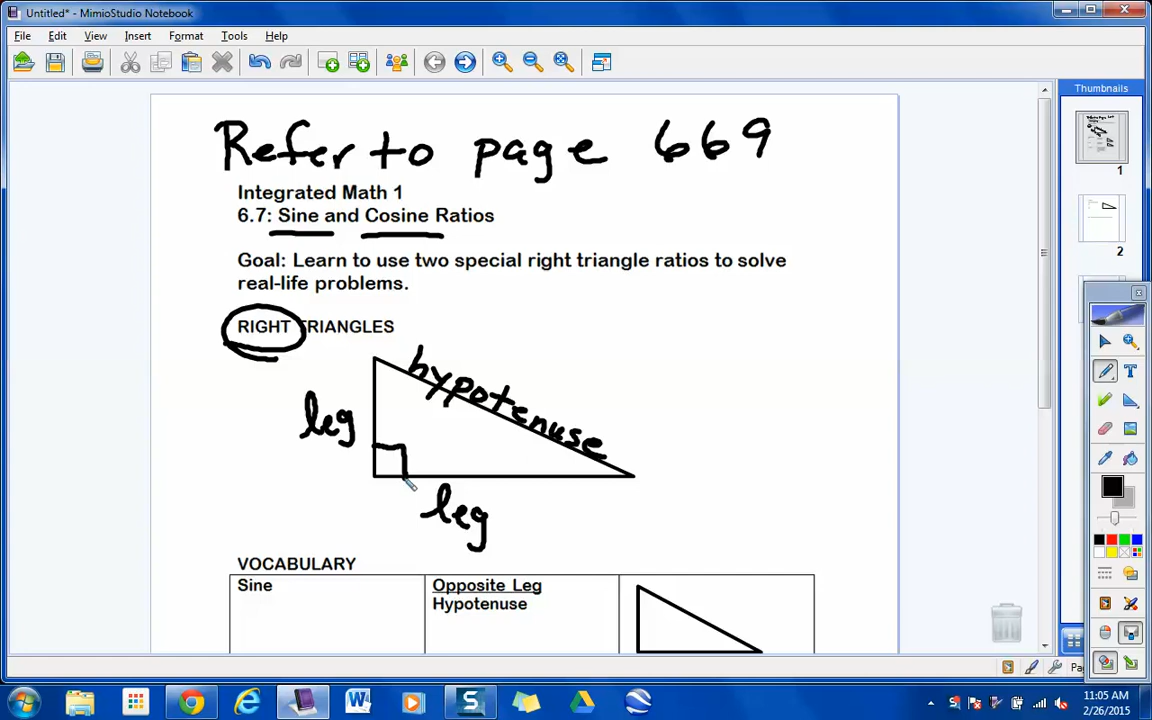 Untitled* - MimioStudio Notebook
File Edit View Insert Format Tools Help
Thumbnails
Refer to page 669
Integrated Math 1
6.7: Sine and Cosine Ratios
Goal: Learn to use two special right triangle ratios to solve
real-life problems.
RIGHT TRIANGLES
hypotenuse
leg
leg
VOCABULARY
Sine
Opposite Leg
Hypotenuse
1
2
11:05 AM
2/26/2015